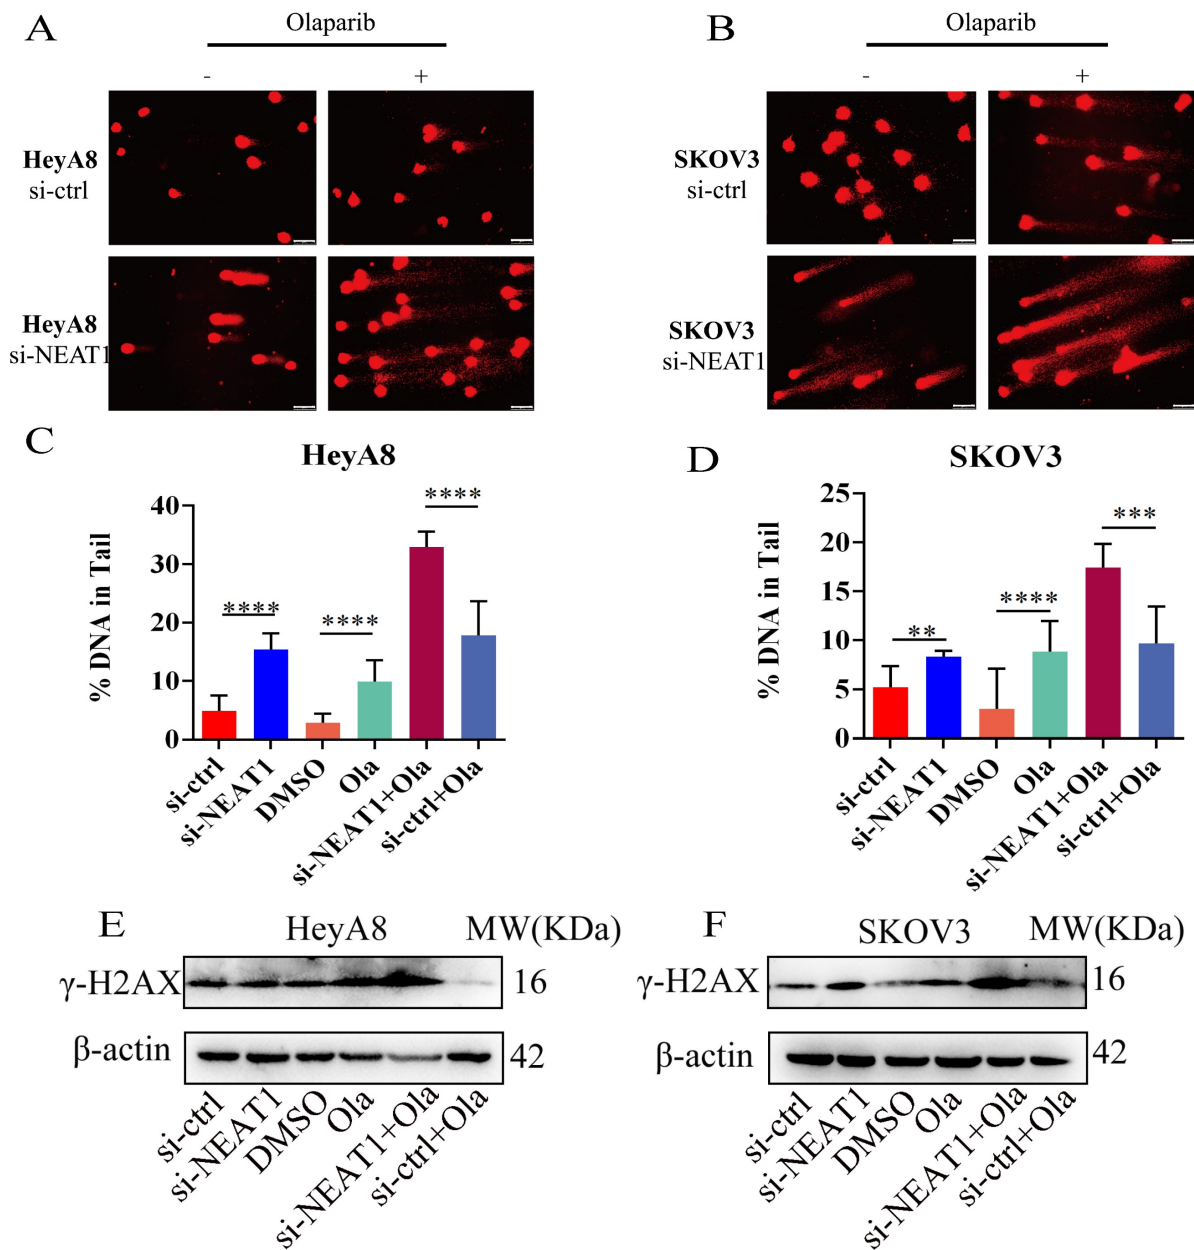 A
Olaparib
- +
HeyA8
si-ctrl
HeyA8
si-NEAT1
B
Olaparib
- +
SKOV3
si-ctrl
SKOV3
si-NEAT1
C
HeyA8
% DNA in Tail
40
30
20
10
0
****
****
****
si-ctrl
si-NEAT1
DMSO
Ola
si-NEAT1+Ola
si-ctrl+Ola
D
SKOV3
% DNA in Tail
25
20
15
10
5
0
**
****
***
si-ctrl
si-NEAT1
DMSO
Ola
si-NEAT1+Ola
si-ctrl+Ola
E
HeyA8 MW(KDa)
γ-H2AX 16
β-actin 42
si-ctrl
si-NEAT1
DMSO
Ola
si-NEAT1+Ola
si-ctrl+Ola
F
SKOV3 MW(KDa)
γ-H2AX 16
β-actin 42
si-ctrl
si-NEAT1
DMSO
Ola
si-NEAT1+Ola
si-ctrl+Ola